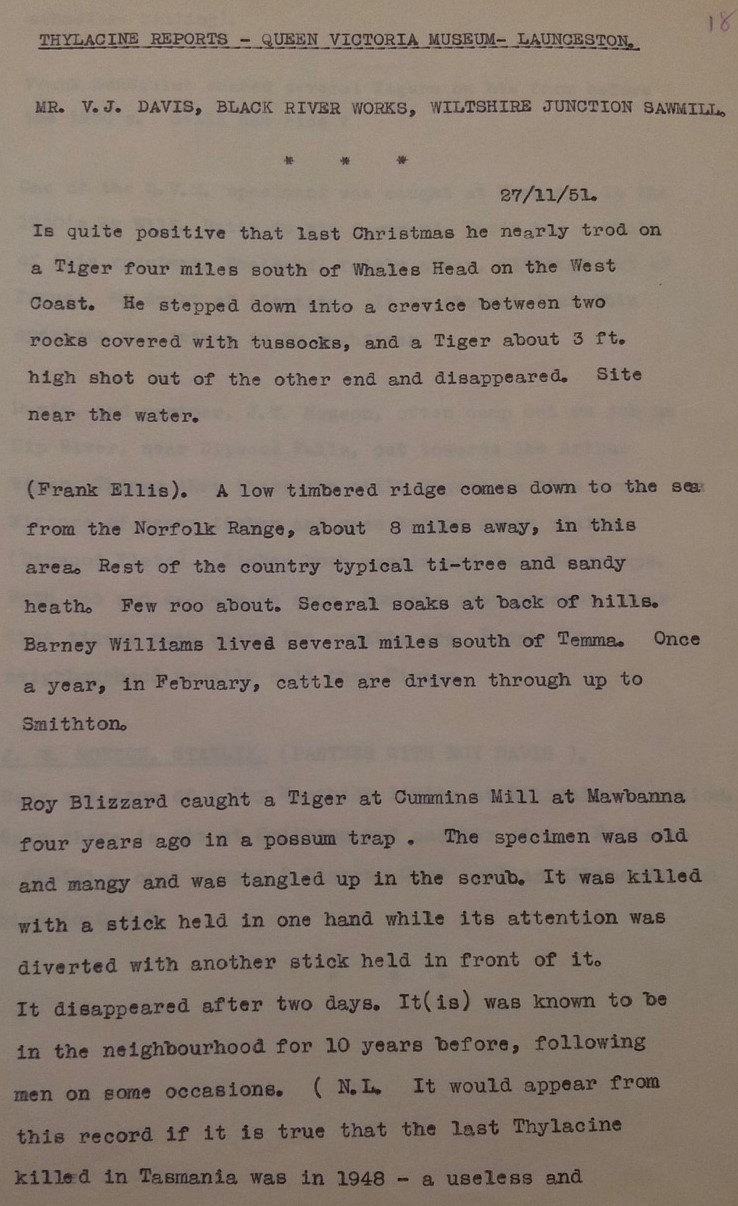 18
THYLACINE REPORTS - QUEEN VICTORIA MUSEUM- LAUNCESTON.
MR. V.J. DAVIS, BLACK RIVER WORKS, WILTSHIRE JUNCTION SAWMILL.
* * *
27/11/51.
Is quite positive that last Christmas he nearly trod on
a Tiger four miles south of Whales Head on the West
Coast. He stepped down into a crevice between two
rocks covered with tussocks, and a Tiger about 3 ft.
high shot out of the other end and disappeared. Site
near the water.
(Frank Ellis). A low timbered ridge comes down to the sea
from the Norfolk Range, about 8 miles away, in this
area. Rest of the country typical ti-tree and sandy
heath. Few roo about. Seceral soaks at back of hills.
Barney Williams lived several miles south of Temma. Once
a year, in February, cattle are driven through up to
Smithton.
Roy Blizzard caught a Tiger at Cummins Mill at Mawbanna
four years ago in a possum trap . The specimen was old
and mangy and was tangled up in the scrub. It was killed
with a stick held in one hand while its attention was
diverted with another stick held in front of it.
It disappeared after two days. It(is) was known to be
in the neighbourhood for 10 years before, following
men on some occasions. ( N.L. It would appear from
this record if it is true that the last Thylacine
killed in Tasmania was in 1948 - a useless and